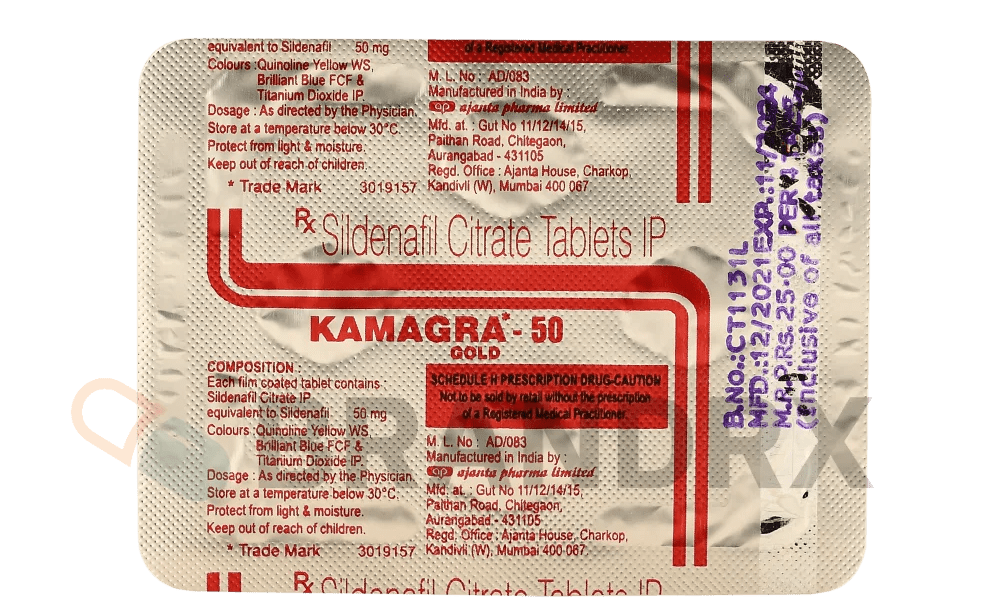 equivalent to Sildenafil 50 mg
Colours : Quinoline Yellow WS,
Brilliant Blue FCF &
Titanium Dioxide IP.
Dosage : As directed by the Physician.
Store at a temperature below 30°C.
Protect from light & moisture.
Keep out of reach of children.
* Trade Mark 3019157
of a Registered Medical Practitioner.
M. L. No : AD/083
Manufactured in India by :
ap ajanta pharma limited
Mfd. at. : Gut No 11/12/14/15,
Paithan Road, Chitegaon,
Aurangabad - 431105
Regd. Office : Ajanta House, Charkop,
Kandivli (W), Mumbai 400 067
Rx Sildenafil Citrate Tablets IP
KAMAGRA*- 50
GOLD
COMPOSITION :
Each film coated tablet contains
Sildenafil Citrate IP
equivalent to Sildenafil 50 mg
Colours : Quinoline Yellow WS,
Brilliant Blue FCF &
Titanium Dioxide IP.
Dosage : As directed by the Physician.
Store at a temperature below 30°C.
Protect from light & moisture.
Keep out of reach of children.
* Trade Mark 3019157
SCHEDULE H PRESCRIPTION DRUG-CAUTION
Not to be sold by retail without the prescription
of a Registered Medical Practitioner.
M. L. No : AD/083
Manufactured in India by :
ap ajanta pharma limited
Mfd. at. : Gut No 11/12/14/15,
Paithan Road, Chitegaon,
Aurangabad - 431105
Regd. Office : Ajanta House, Charkop,
Kandivli (W), Mumbai 400 067
Rx Sildenafil Citrate Tablets IP
B.NO.:CT1131L
MFD.:12/2021 EXP.:11/2024
M.R.P.Rs.25.00 PER 4
(Inclusive of all taxes)
BRANDRX